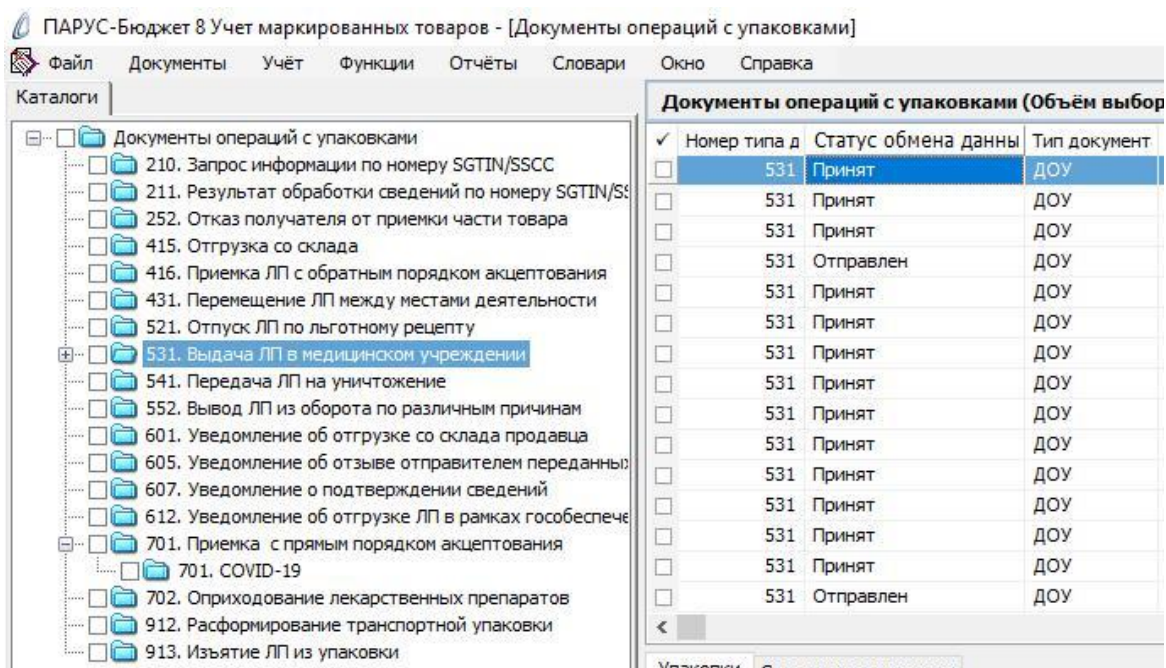 ПАРУС-Бюджет 8 Учет маркированных товаров - [Документы операций с упаковками]
Файл Документы Учёт Функции Отчёты Словари Окно Справка
Каталоги
Документы операций с упаковками
210. Запрос информации по номеру SGTIN/SSCC
211. Результат обработки сведений по номеру SGTIN/SS
252. Отказ получателя от приемки части товара
415. Отгрузка со склада
416. Приемка ЛП с обратным порядком акцептования
431. Перемещение ЛП между местами деятельности
521. Отпуск ЛП по льготному рецепту
531. Выдача ЛП в медицинском учреждении
541. Передача ЛП на уничтожение
552. Вывод ЛП из оборота по различным причинам
601. Уведомление об отгрузке со склада продавца
605. Уведомление об отзыве отправителем переданных
607. Уведомление о подтверждении сведений
612. Уведомление об отгрузке ЛП в рамках гособеспече
701. Приемка с прямым порядком акцептования
701. COVID-19
702. Оприходование лекарственных препаратов
912. Расформирование транспортной упаковки
913. Изъятие ЛП из упаковки
Документы операций с упаковками (Объём выбор
✓ Номер типа д Статус обмена данны Тип документ
531 Принят ДОУ
531 Принят ДОУ
531 Принят ДОУ
531 Отправлен ДОУ
531 Принят ДОУ
531 Принят ДОУ
531 Принят ДОУ
531 Принят ДОУ
531 Принят ДОУ
531 Принят ДОУ
531 Принят ДОУ
531 Принят ДОУ
531 Принят ДОУ
531 Принят ДОУ
531 Отправлен ДОУ
Упаковки